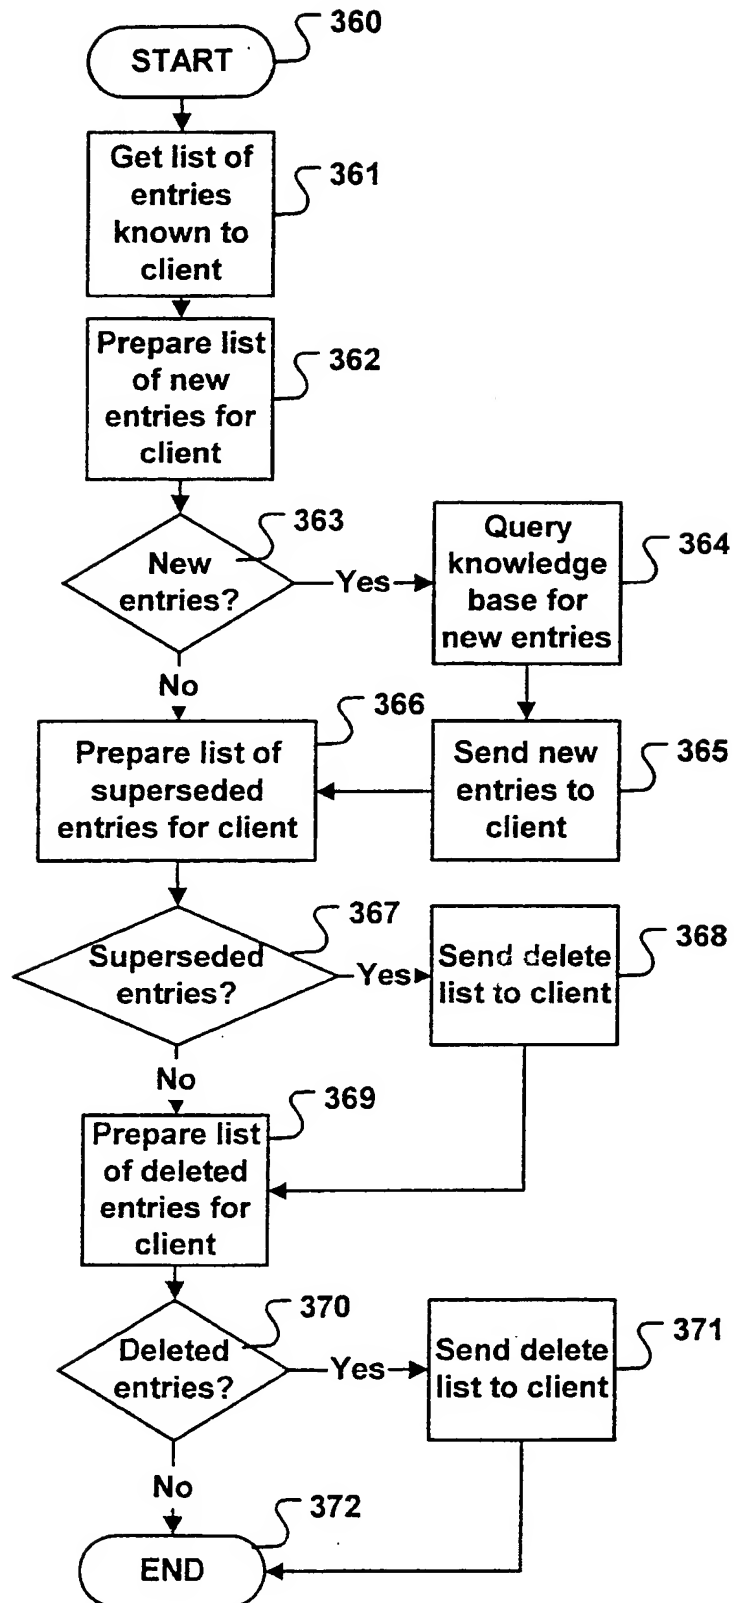 360
START
Get list of
entries
known to
client
361
Prepare list
of new
entries for
client
362
363
New
entries?
Yes
Query
knowledge
base for
new entries
364
No
366
Prepare list of
superseded
entries for client
Send new
entries to
client
365
367
Superseded
entries?
Yes
Send delete
list to client
368
No
369
Prepare list
of deleted
entries for
client
370
Deleted
entries?
Yes
Send delete
list to client
371
No
372
END